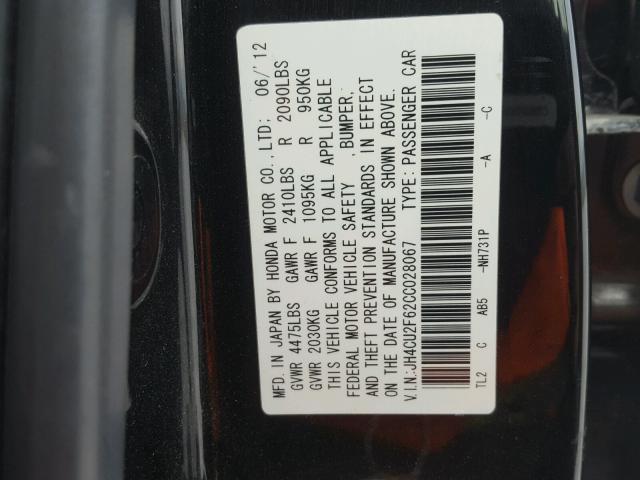 MFD. IN JAPAN BY HONDA MOTOR CO., LTD; 06/'12
GVWR 4475LBS GAWR F 2410LBS R 2090LBS
GVWR 2030KG GAWR F 1095KG R 950KG
THIS VEHICLE CONFORMS TO ALL APPLICABLE
FEDERAL MOTOR VEHICLE SAFETY , BUMPER,
AND THEFT PREVENTION STANDARDS IN EFFECT
ON THE DATE OF MANUFACTURE SHOWN ABOVE.
V.I.N.:JH4CU2F62CC028067 TYPE: PASSENGER CAR
TL2 C AB5 -NH731P -A -C